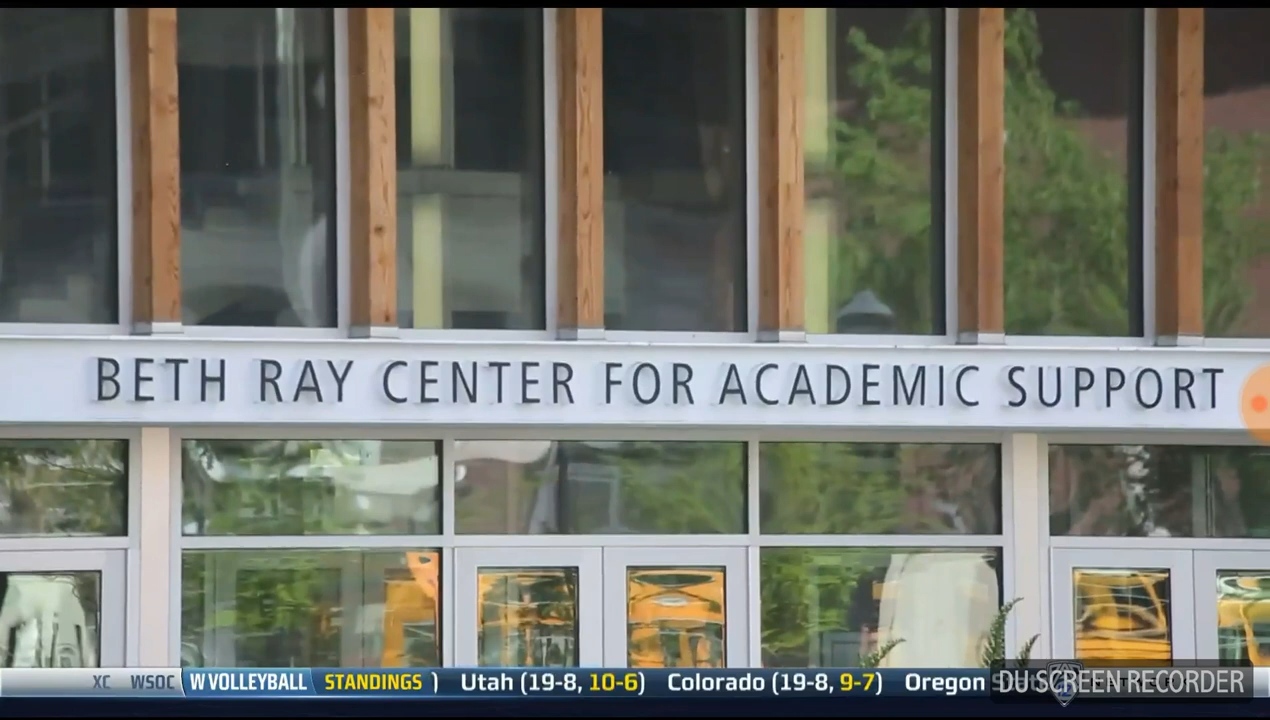 BETH RAY CENTER FOR ACADEMIC SUPPORT
XC WSOC W VOLLEYBALL STANDINGS ) Utah (19-8, 10-6) Colorado (19-8, 9-7) Oregon
DU SCREEN RECORDER